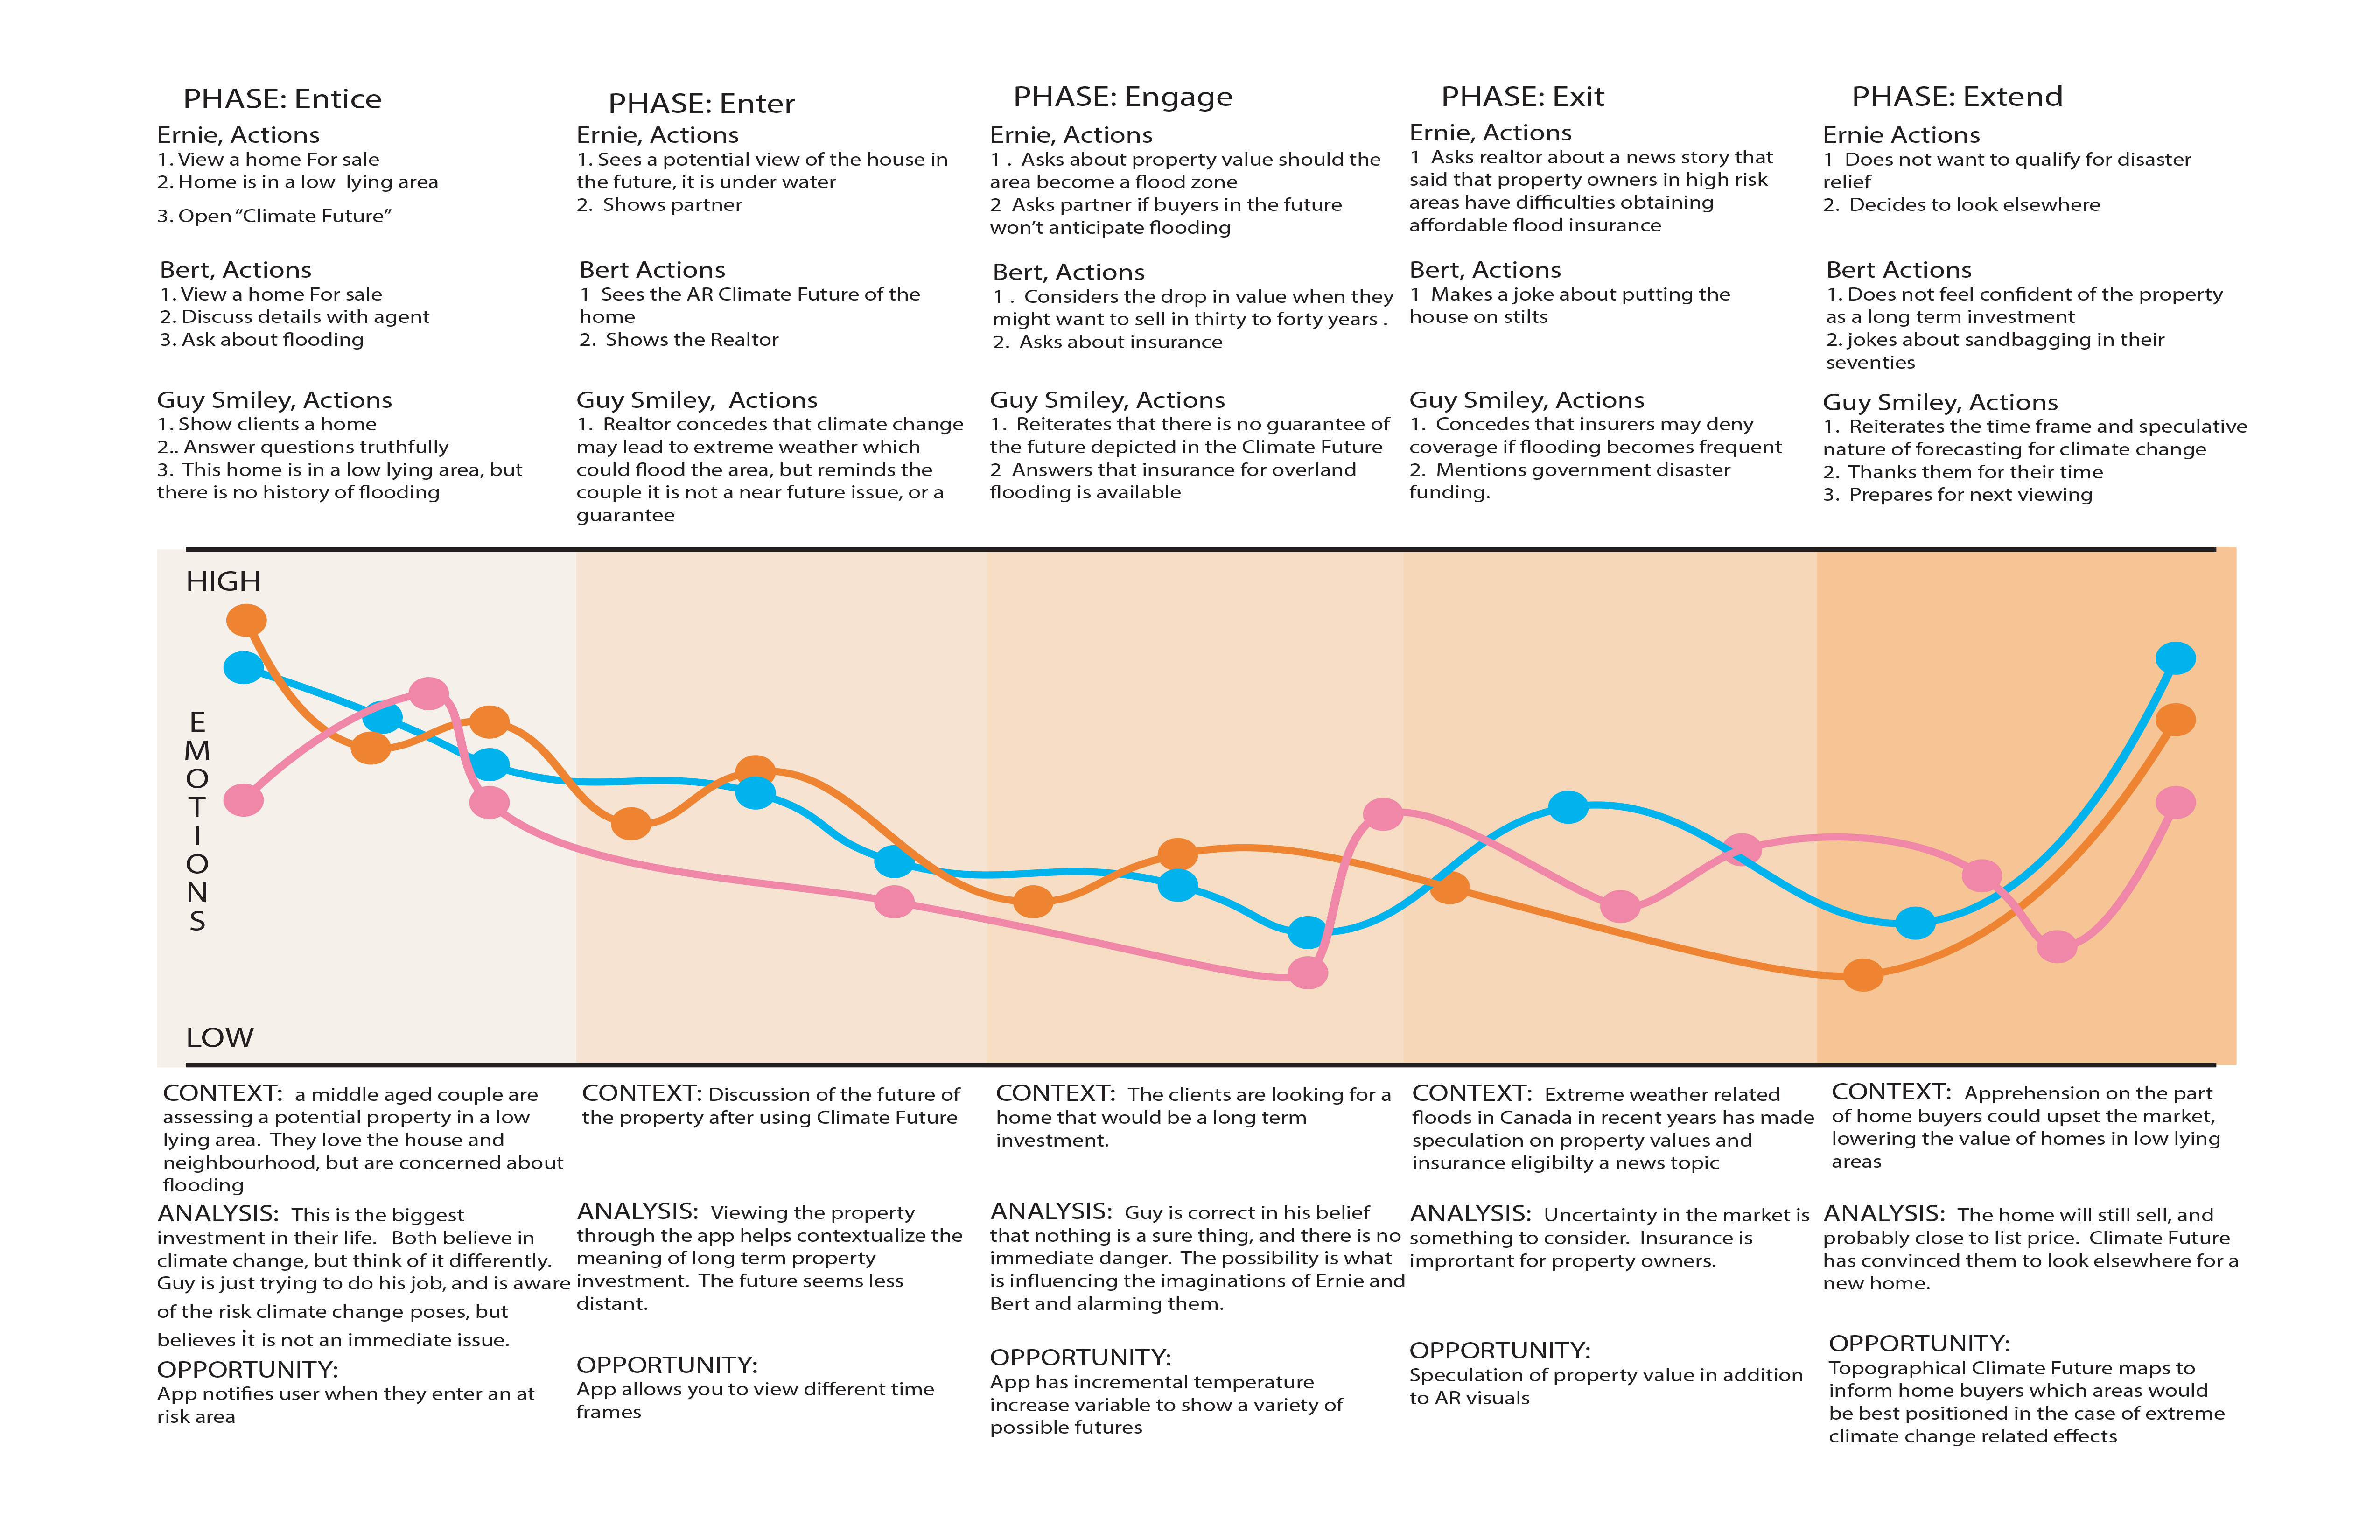 PHASE: Entice
Ernie, Actions
1. View a home For sale
2. Home is in a low lying area
3. Open “Climate Future”
Bert, Actions
1. View a home For sale
2. Discuss details with agent
3. Ask about flooding
Guy Smiley, Actions
1. Show clients a home
2.. Answer questions truthfully
3. This home is in a low lying area, but
there is no history of flooding
PHASE: Enter
Ernie, Actions
1. Sees a potential view of the house in
the future, it is under water
2. Shows partner
Bert Actions
1 Sees the AR Climate Future of the
home
2. Shows the Realtor
Guy Smiley, Actions
1. Realtor concedes that climate change
may lead to extreme weather which
could flood the area, but reminds the
couple it is not a near future issue, or a
guarantee
PHASE: Engage
Ernie, Actions
1 . Asks about property value should the
area become a flood zone
2 Asks partner if buyers in the future
won’t anticipate flooding
Bert, Actions
1 . Considers the drop in value when they
might want to sell in thirty to forty years .
2. Asks about insurance
Guy Smiley, Actions
1. Reiterates that there is no guarantee of
the future depicted in the Climate Future
2 Answers that insurance for overland
flooding is available
PHASE: Exit
Ernie, Actions
1 Asks realtor about a news story that
said that property owners in high risk
areas have difficulties obtaining
affordable flood insurance
Bert, Actions
1 Makes a joke about putting the
house on stilts
Guy Smiley, Actions
1. Concedes that insurers may deny
coverage if flooding becomes frequent
2. Mentions government disaster
funding.
PHASE: Extend
Ernie Actions
1 Does not want to qualify for disaster
relief
2. Decides to look elsewhere
Bert Actions
1. Does not feel confident of the property
as a long term investment
2. jokes about sandbagging in their
seventies
Guy Smiley, Actions
1. Reiterates the time frame and speculative
nature of forecasting for climate change
2. Thanks them for their time
3. Prepares for next viewing
HIGH
EMOTIONS
LOW
CONTEXT: a middle aged couple are
assessing a potential property in a low
lying area. They love the house and
neighbourhood, but are concerned about
flooding
ANALYSIS: This is the biggest
investment in their life. Both believe in
climate change, but think of it differently.
Guy is just trying to do his job, and is aware
of the risk climate change poses, but
believes it is not an immediate issue.
OPPORTUNITY:
App notifies user when they enter an at
risk area
CONTEXT: Discussion of the future of
the property after using Climate Future
ANALYSIS: Viewing the property
through the app helps contextualize the
meaning of long term property
investment. The future seems less
distant.
OPPORTUNITY:
App allows you to view different time
frames
CONTEXT: The clients are looking for a
home that would be a long term
investment.
ANALYSIS: Guy is correct in his belief
that nothing is a sure thing, and there is no
immediate danger. The possibility is what
is influencing the imaginations of Ernie and
Bert and alarming them.
OPPORTUNITY:
App has incremental temperature
increase variable to show a variety of
possible futures
CONTEXT: Extreme weather related
floods in Canada in recent years has made
speculation on property values and
insurance eligibilty a news topic
ANALYSIS: Uncertainty in the market is
something to consider. Insurance is
imprortant for property owners.
OPPORTUNITY:
Speculation of property value in addition
to AR visuals
CONTEXT: Apprehension on the part
of home buyers could upset the market,
lowering the value of homes in low lying
areas
ANALYSIS: The home will still sell, and
probably close to list price. Climate Future
has convinced them to look elsewhere for a
new home.
OPPORTUNITY:
Topographical Climate Future maps to
inform home buyers which areas would
be best positioned in the case of extreme
climate change related effects